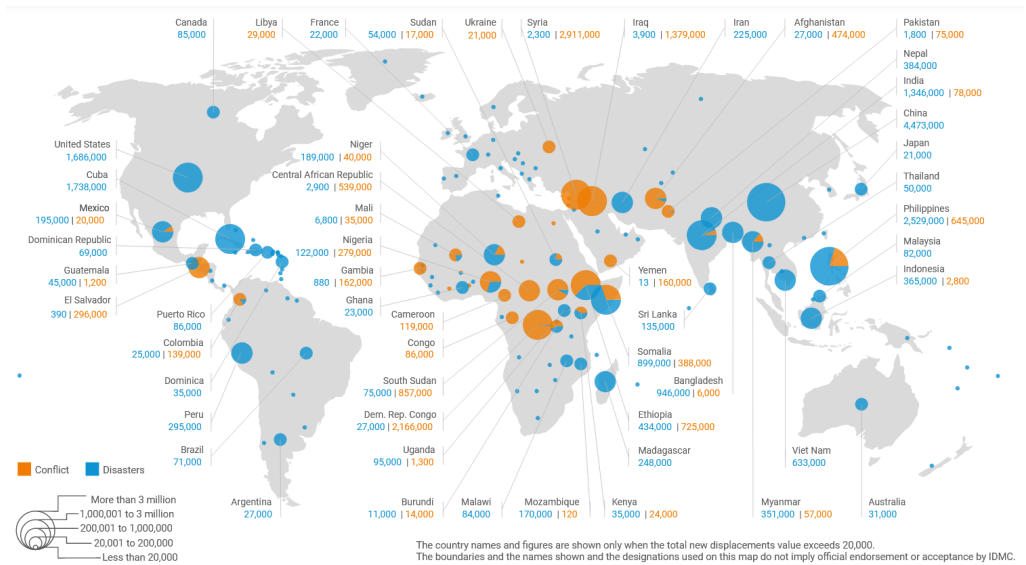 Canada
85,000
Libya
29,000
France
22,000
Sudan
54,000 | 17,000
Ukraine
21,000
Syria
2,300 | 2,911,000
Iraq
3,900 | 1,379,000
Iran
225,000
Afghanistan
27,000 | 474,000
Pakistan
1,800 | 75,000
Nepal
384,000
India
1,346,000 | 78,000
China
4,473,000
Japan
21,000
Thailand
50,000
Philippines
2,529,000 | 645,000
Malaysia
82,000
Indonesia
365,000 | 2,800
United States
1,686,000
Cuba
1,738,000
Mexico
195,000 | 20,000
Dominican Republic
69,000
Guatemala
45,000 | 1,200
El Salvador
390 | 296,000
Puerto Rico
86,000
Colombia
25,000 | 139,000
Dominica
35,000
Peru
295,000
Brazil
71,000
Argentina
27,000
Niger
189,000 | 40,000
Central African Republic
2,900 | 539,000
Mali
6,800 | 35,000
Nigeria
122,000 | 279,000
Gambia
880 | 162,000
Ghana
23,000
Cameroon
119,000
Congo
86,000
South Sudan
75,000 | 857,000
Dem. Rep. Congo
27,000 | 2,166,000
Uganda
95,000 | 1,300
Burundi
11,000 | 14,000
Malawi
84,000
Mozambique
170,000 | 120
Kenya
35,000 | 24,000
Yemen
13 | 160,000
Sri Lanka
135,000
Somalia
899,000 | 388,000
Bangladesh
946,000 | 6,000
Ethiopia
434,000 | 725,000
Madagascar
248,000
Viet Nam
633,000
Myanmar
351,000 | 57,000
Australia
31,000
Conflict
Disasters
More than 3 million
1,000,001 to 3 million
200,001 to 1,000,000
20,001 to 200,000
Less than 20,000
The country names and figures are shown only when the total new displacements value exceeds 20,000.
The boundaries and the names shown and the designations used on this map do not imply official endorsement or acceptance by IDMC.